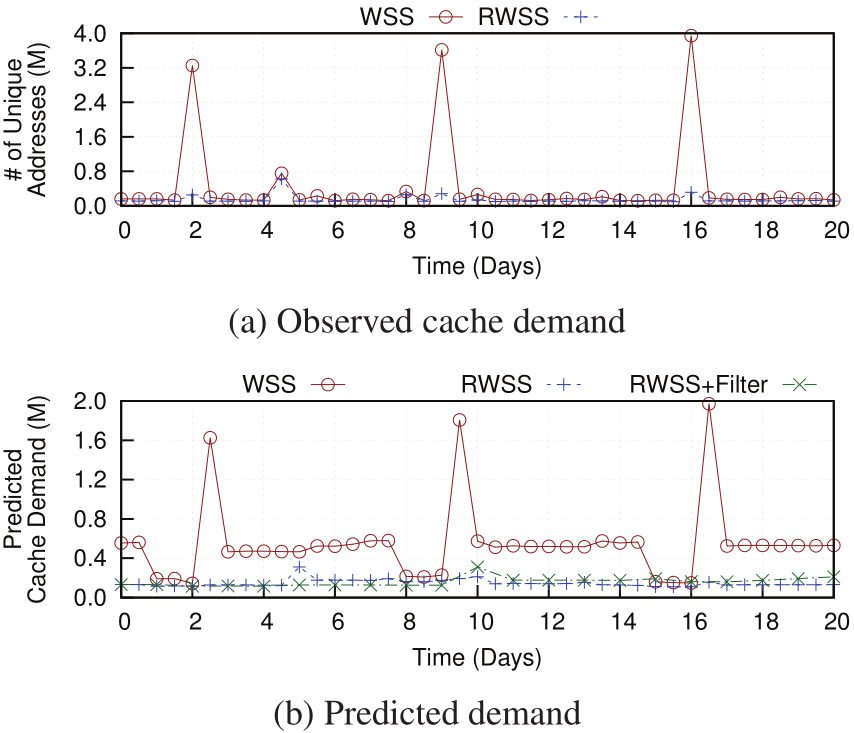 WSS RWSS
# of Unique
Addresses (M)
4.0
3.2
2.4
1.6
0.8
0.0
0 2 4 6 8 10 12 14 16 18 20
Time (Days)
(a) Observed cache demand
WSS RWSS RWSS+Filter
Predicted
Cache Demand (M)
2.0
1.6
1.2
0.8
0.4
0.0
0 2 4 6 8 10 12 14 16 18 20
Time (Days)
(b) Predicted demand